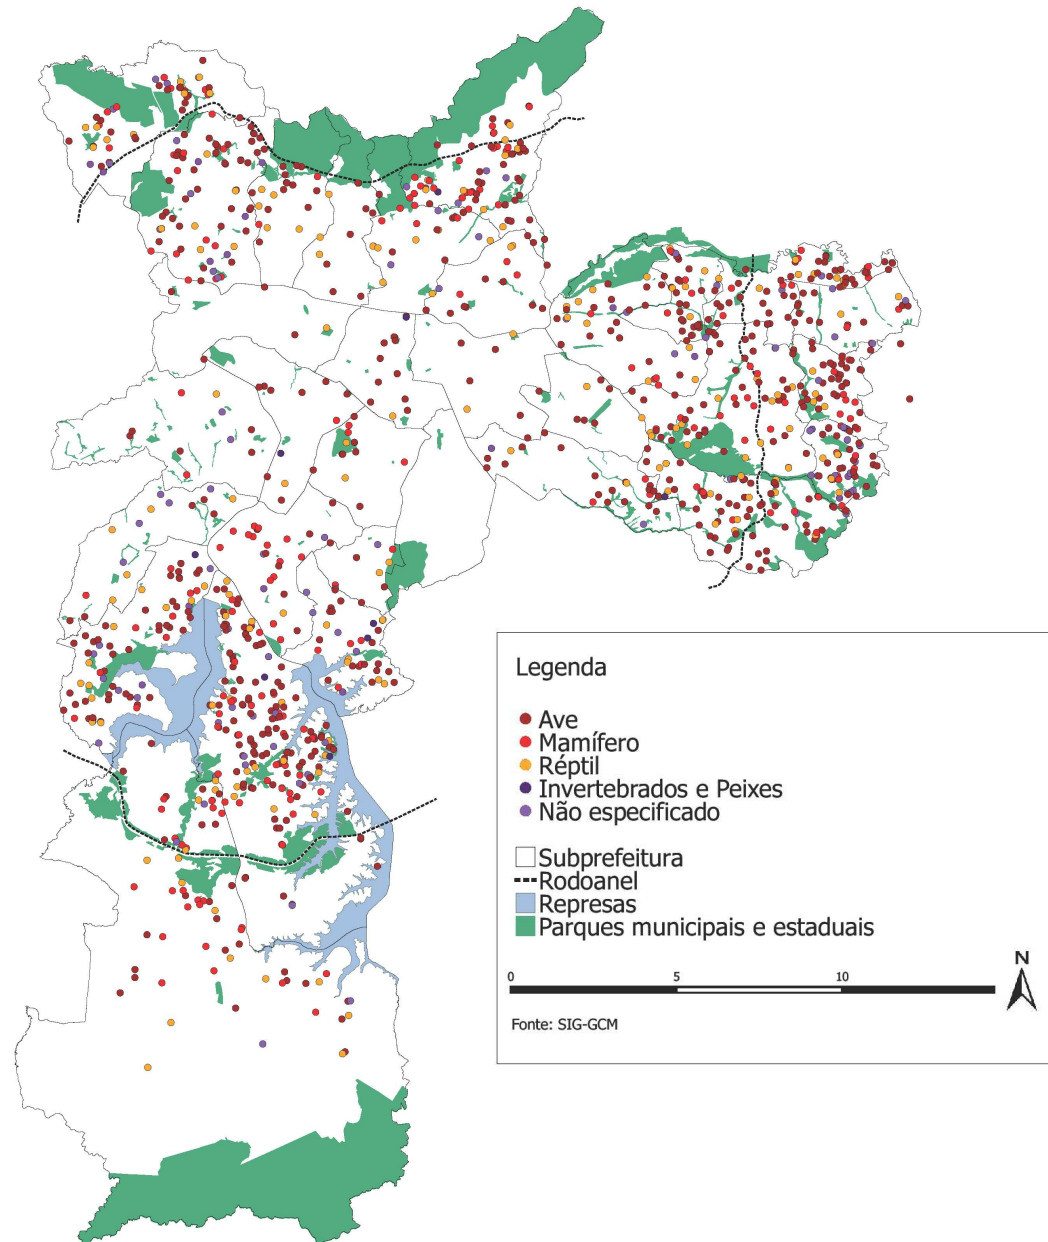 Legenda
Ave
Mamífero
Réptil
Invertebrados e Peixes
Não especificado
Subprefeitura
Rodoanel
Represas
Parques municipais e estaduais
0 5 10
N
Fonte: SIG-GCM